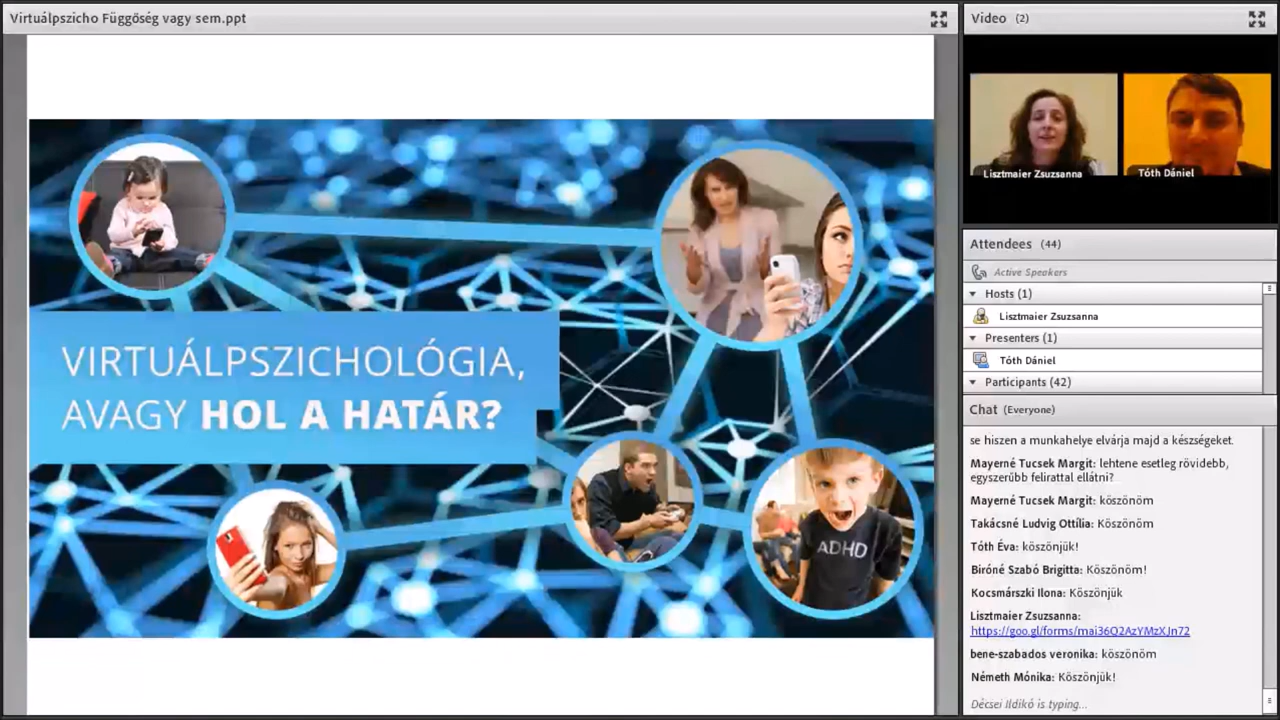 Virtuálpszicho Függőség vagy sem.ppt
VIRTUÁLPSZICHOLÓGIA,
AVAGY HOL A HATÁR?
ADHD
Video (2)
Lisztmaier Zsuzsanna
Tóth Dániel
Attendees (44)
Active Speakers
Hosts (1)
Lisztmaier Zsuzsanna
Presenters (1)
Tóth Dániel
Participants (42)
Chat (Everyone)
se hiszen a munkahelye elvárja majd a készségeket.
Mayerné Tucsek Margit: lehtene esetleg rövidebb,
egyszerűbb felirattal ellátni?
Mayerné Tucsek Margit: köszönöm
Takácsné Ludvig Ottília: Köszönöm
Tóth Éva: köszönjük!
Biróné Szabó Brigitta: Köszönöm!
Kocsmárszki Ilona: Köszönjük
Lisztmaier Zsuzsanna:
https://goo.gl/forms/mai36Q2AzYMzXJn72
bene-szabados veronika: köszönöm
Németh Mónika: Köszönjük!
Décsei Ildikó is typing...